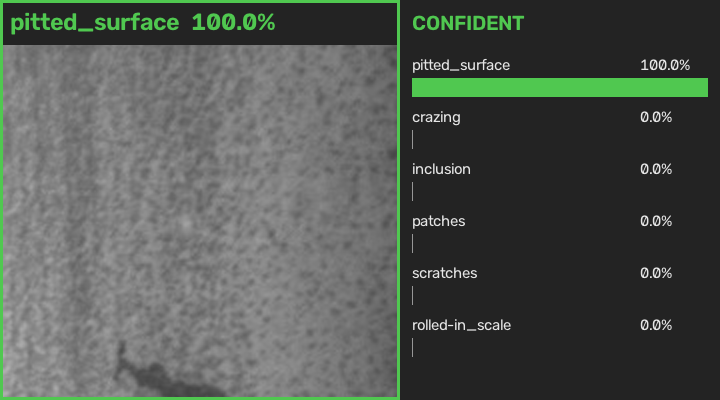 pitted_surface 100.0%
CONFIDENT
pitted_surface 100.0%
crazing 0.0%
inclusion 0.0%
patches 0.0%
scratches 0.0%
rolled-in_scale 0.0%